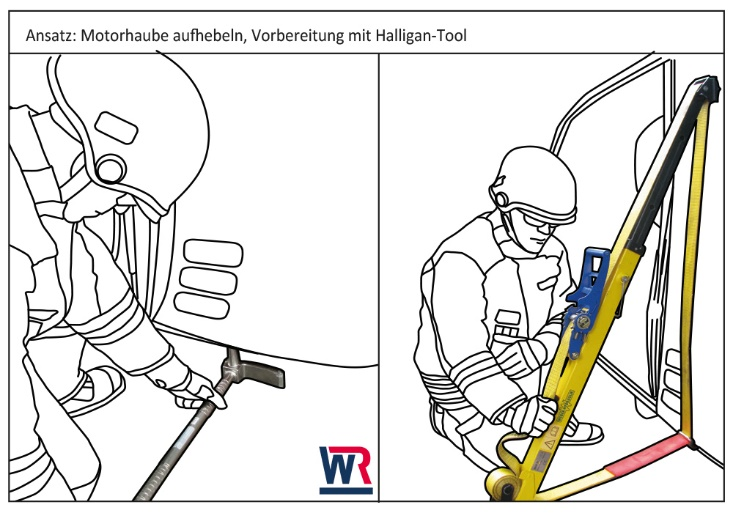 Ansatz: Motorhaube aufhebeln, Vorbereitung mit Halligan-Tool
WR